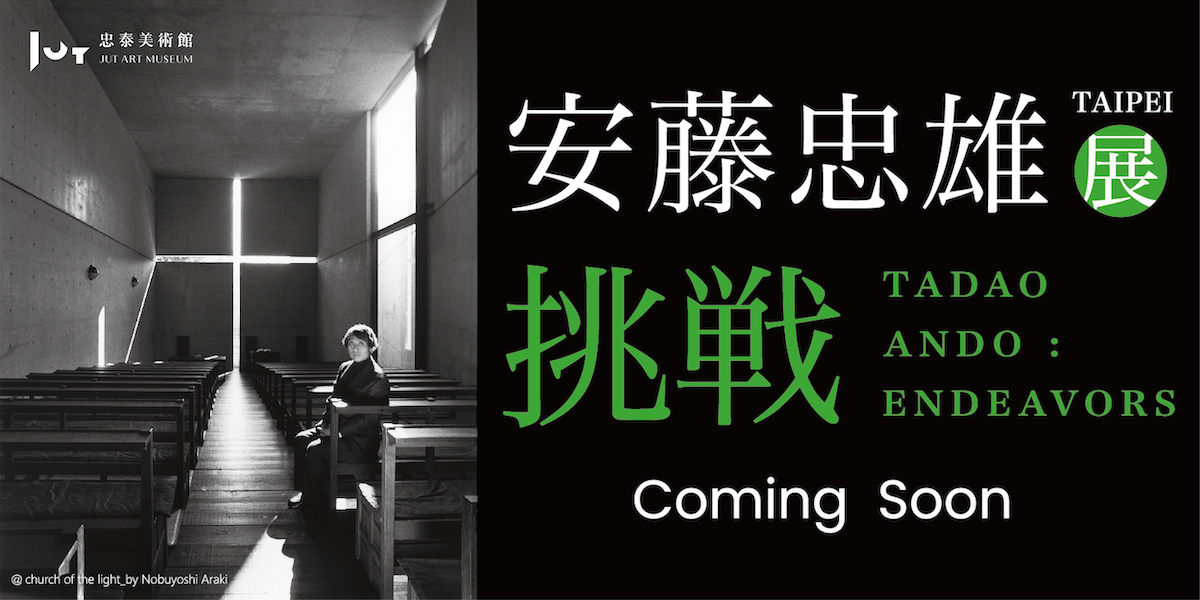 JUT
忠泰美術館
JUT ART MUSEUM
安藤忠雄
TAIPEI
展
挑戦
TADAO
ANDO :
ENDEAVORS
Coming Soon
@ church of the light_by Nobuyoshi Araki